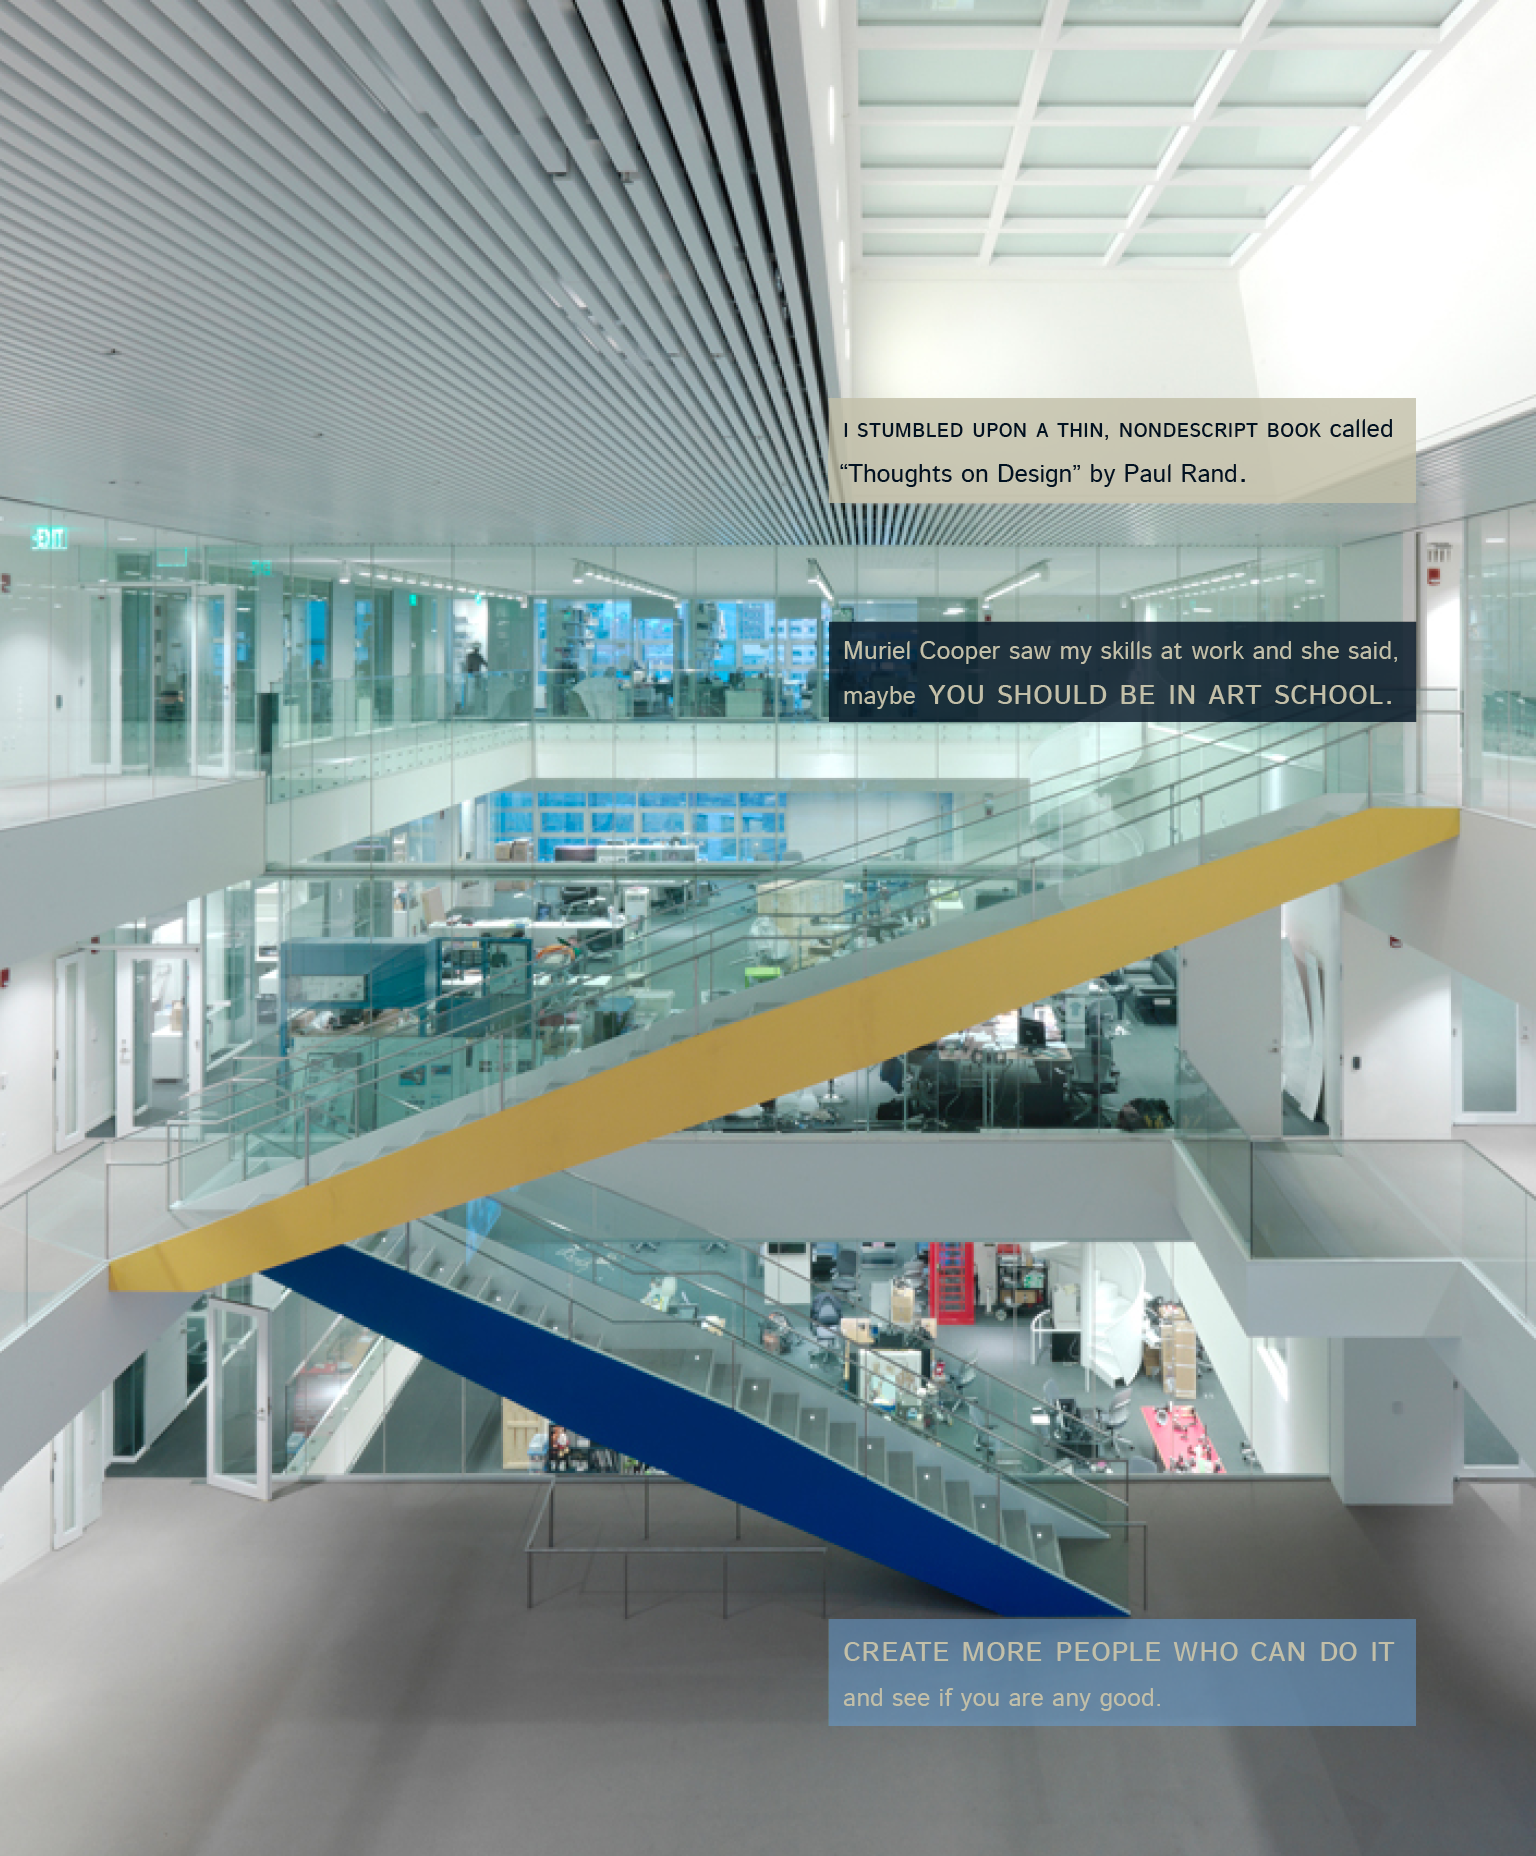 I STUMBLED UPON A THIN, NONDESCRIPT BOOK called
“Thoughts on Design” by Paul Rand.
EXIT
Muriel Cooper saw my skills at work and she said,
maybe YOU SHOULD BE IN ART SCHOOL.
CREATE MORE PEOPLE WHO CAN DO IT
and see if you are any good.